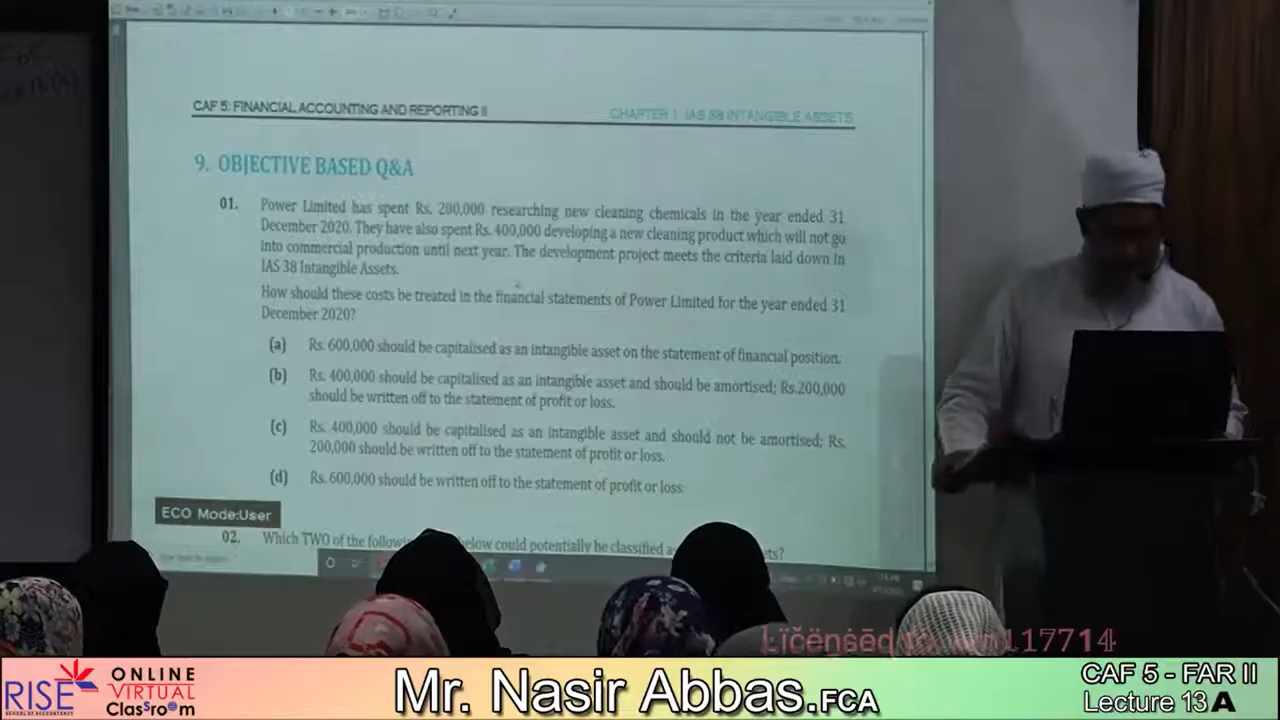 CAF 5: FINANCIAL ACCOUNTING AND REPORTING II
CHAPTER 1: IAS 38 INTANGIBLE ASSETS
9. OBJECTIVE BASED Q&A
01. Power Limited has spent Rs. 200,000 researching new cleaning chemicals in the year ended 31
December 2020. They have also spent Rs. 400,000 developing a new cleaning product which will not go
into commercial production until next year. The development project meets the criteria laid down in
IAS 38 Intangible Assets.
How should these costs be treated in the financial statements of Power Limited for the year ended 31
December 2020?
(a) Rs. 600,000 should be capitalised as an intangible asset on the statement of financial position.
(b) Rs. 400,000 should be capitalised as an intangible asset and should be amortised; Rs.200,000
should be written off to the statement of profit or loss.
(c) Rs. 400,000 should be capitalised as an intangible asset and should not be amortised; Rs.
200,000 should be written off to the statement of profit or loss.
(d) Rs. 600,000 should be written off to the statement of profit or loss
ECO Mode:User
02. Which TWO of the below could potentially be classified
117714
RISE
SCHOOL OF ACCOUNTANCY
ONLINE
VIRTUAL
ClassroOm
Mr. Nasir Abbas.FCA
CAF 5 - FAR II
Lecture 13 A